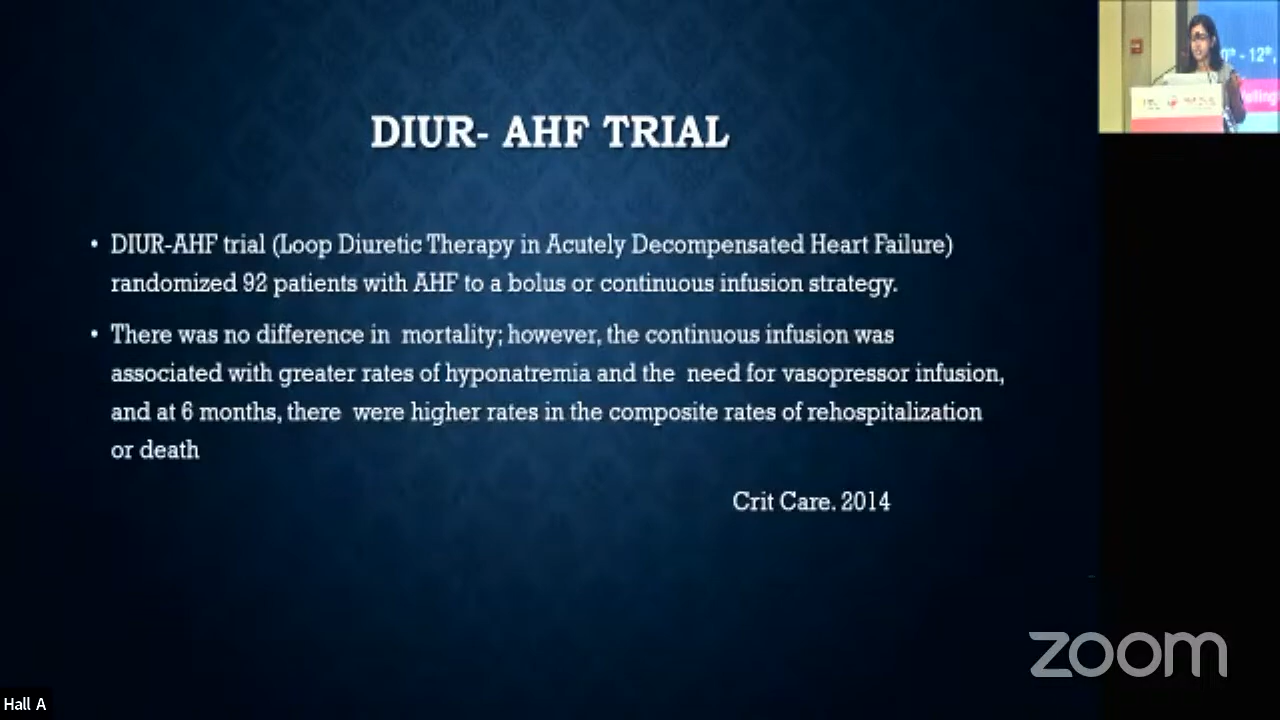 DIUR- AHF TRIAL
• DIUR-AHF trial (Loop Diuretic Therapy in Acutely Decompensated Heart Failure)
randomized 92 patients with AHF to a bolus or continuous infusion strategy.
• There was no difference in mortality; however, the continuous infusion was
associated with greater rates of hyponatremia and the need for vasopressor infusion,
and at 6 months, there were higher rates in the composite rates of rehospitalization
or death
Crit Care. 2014
zoom
Hall A